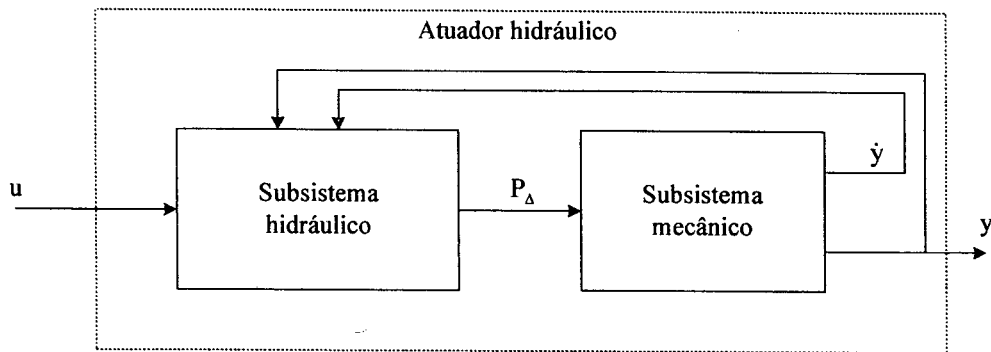 Atuador hidráulico
u
Subsistema
hidráulico
P_Δ
Subsistema
mecânico
ẏ
y